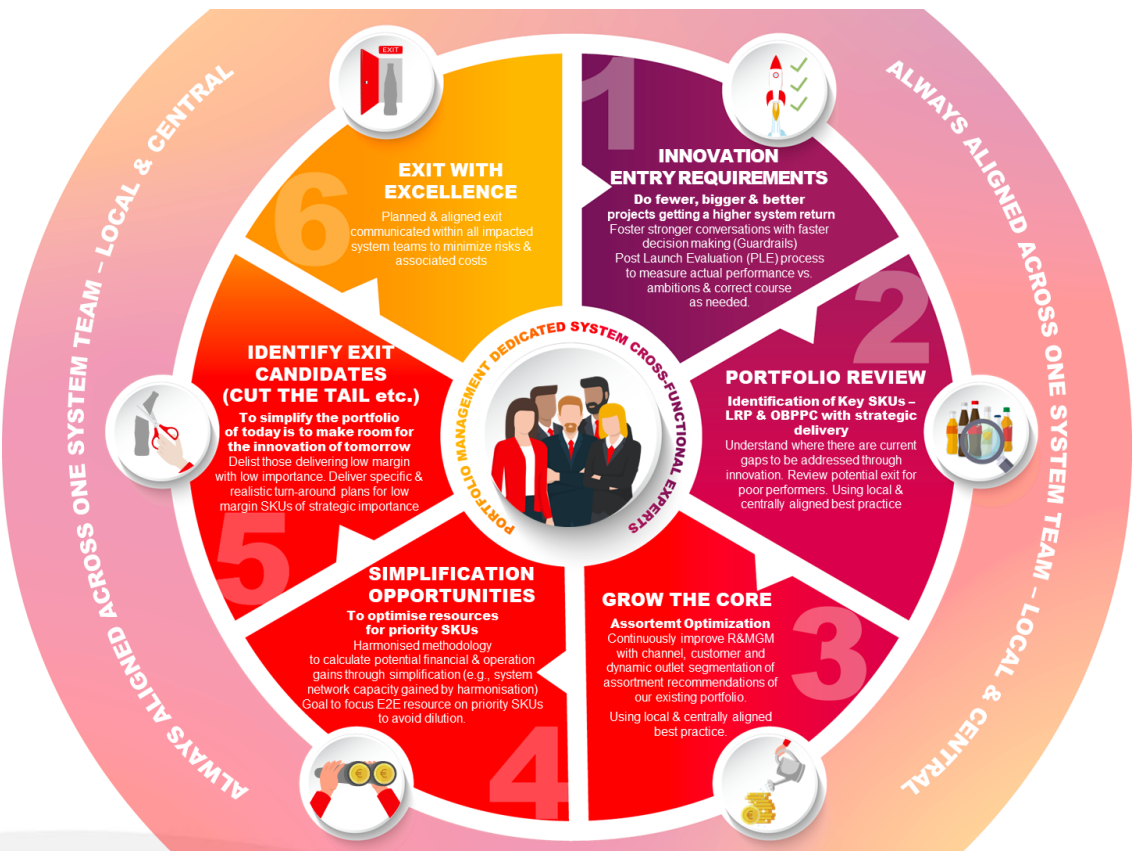 ALWAYS ALIGNED ACROSS ONE SYSTEM TEAM – LOCAL & CENTRAL
ALWAYS ALIGNED ACROSS ONE SYSTEM TEAM – LOCAL & CENTRAL
PORTFOLIO MANAGEMENT DEDICATED SYSTEM CROSS-FUNCTIONAL EXPERTS
1
INNOVATION
ENTRY REQUIREMENTS
Do fewer, bigger & better
projects getting a higher system return
Foster stronger conversations with faster
decision making (Guardrails)
Post Launch Evaluation (PLE) process
to measure actual performance vs.
ambitions & correct course
as needed.
2
PORTFOLIO REVIEW
Identification of Key SKUs –
LRP & OBPPC with strategic
delivery
Understand where there are current
gaps to be addressed through
innovation. Review potential exit for
poor performers. Using local &
centrally aligned best practice
3
GROW THE CORE
Assortemt Optimization
Continuously improve R&MGM
with channel, customer and
dynamic outlet segmentation of
assortment recommendations of
our existing portfolio.
Using local & centrally aligned
best practice.
4
SIMPLIFICATION
OPPORTUNITIES
To optimise resources
for priority SKUs
Harmonised methodology
to calculate potential financial & operation
gains through simplification (e.g., system
network capacity gained by harmonisation)
Goal to focus E2E resource on priority SKUs
to avoid dilution.
5
IDENTIFY EXIT
CANDIDATES
(CUT THE TAIL etc.)
To simplify the portfolio
of today is to make room for
the innovation of tomorrow
Delist those delivering low margin
with low importance. Deliver specific &
realistic turn-around plans for low
margin SKUs of strategic importance
6
EXIT WITH
EXCELLENCE
Planned & aligned exit
communicated within all impacted
system teams to minimize risks &
associated costs
EXIT